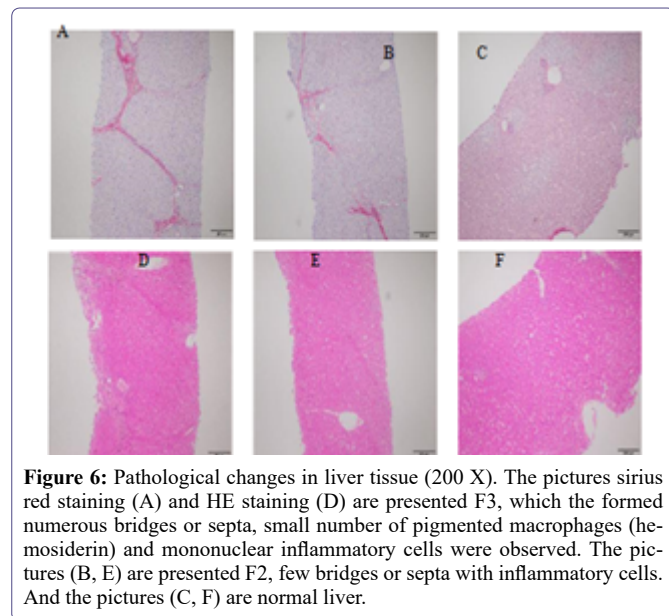 A
B
C
D
E
F
Figure 6: Pathological changes in liver tissue (200 X). The pictures sirius
red staining (A) and HE staining (D) are presented F3, which the formed
numerous bridges or septa, small number of pigmented macrophages (he-
mosiderin) and mononuclear inflammatory cells were observed. The pic-
tures (B, E) are presented F2, few bridges or septa with inflammatory cells.
And the pictures (C, F) are normal liver.